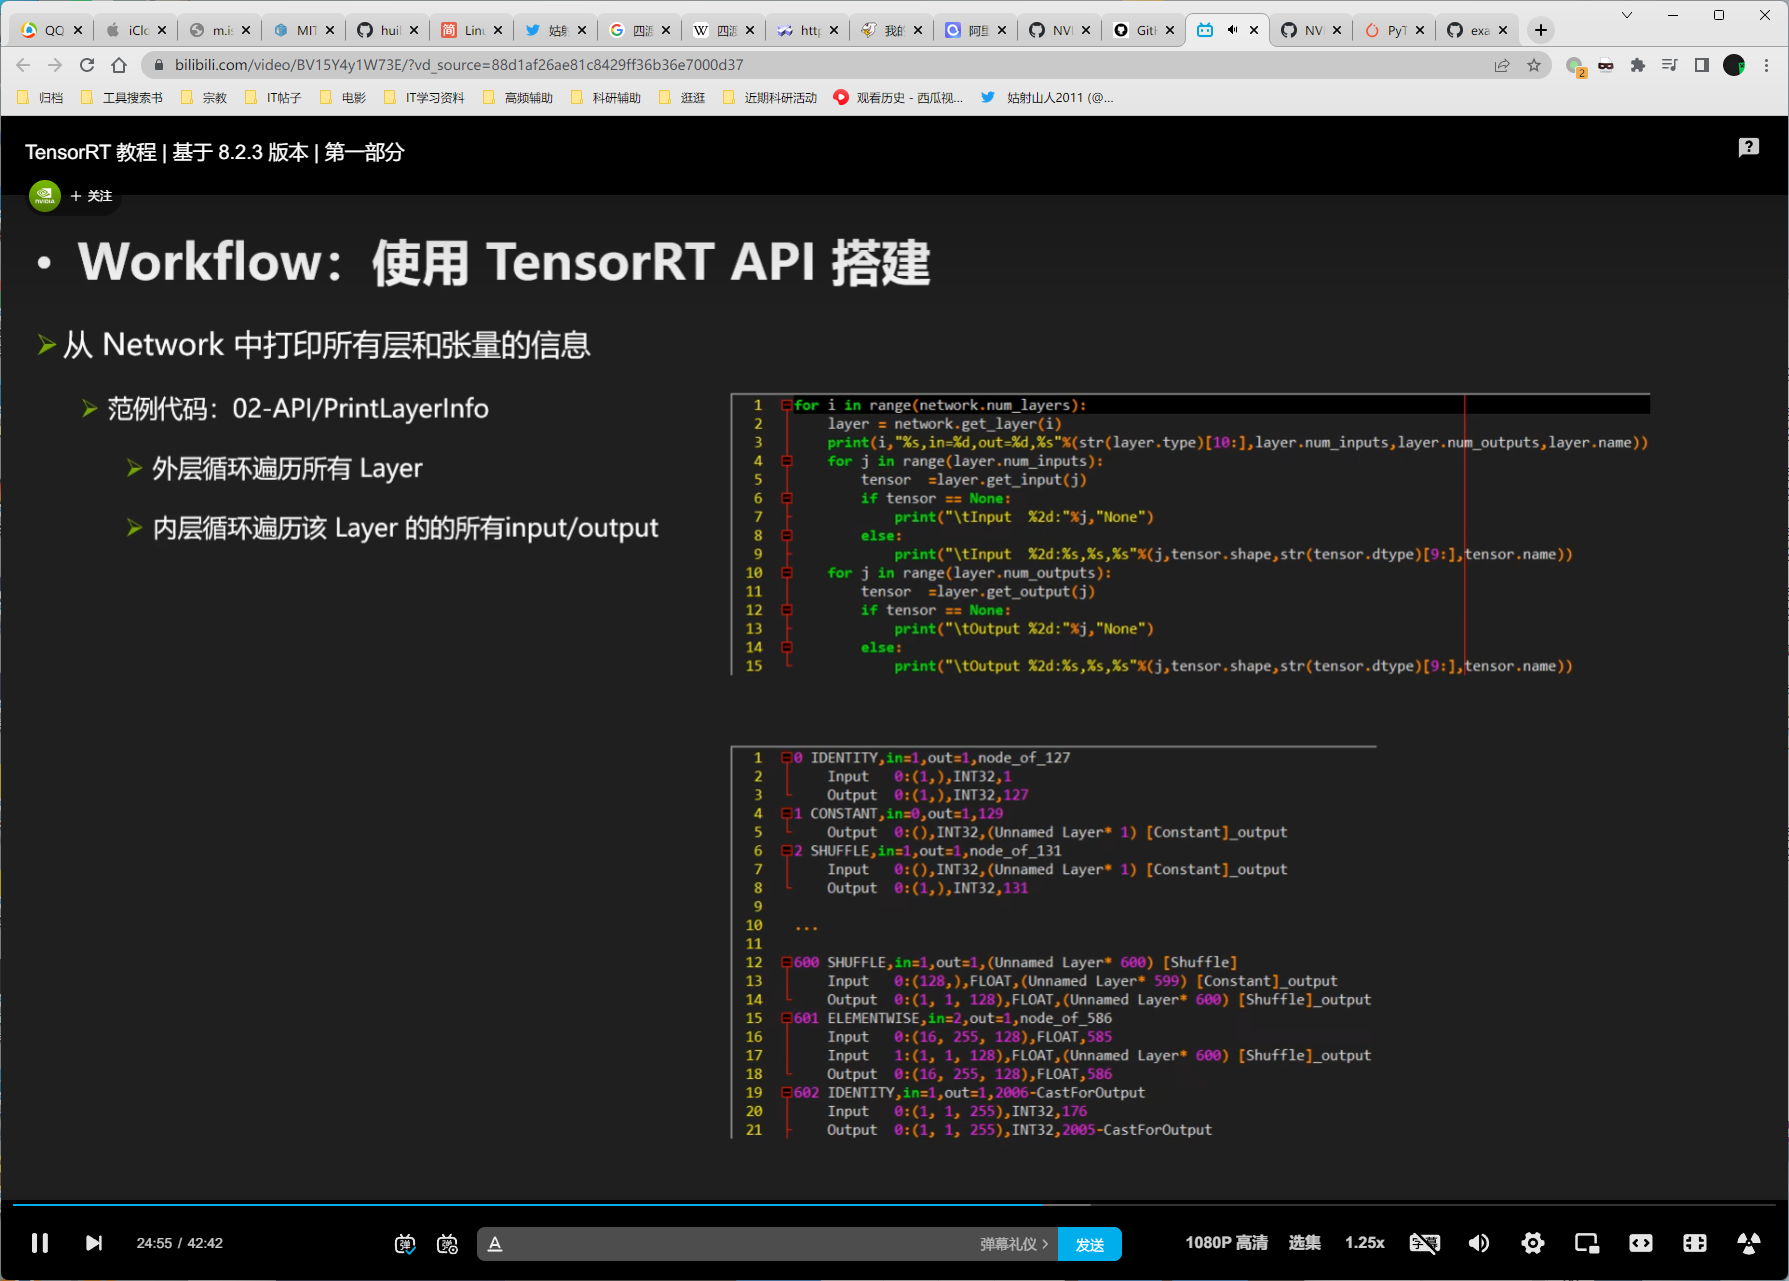 QQ
iClo
m.is
MIT
huil
简 Linu
姑射
G 四派
W 四派
http
我的
阿里
NVI
Git
NVI
PyT
exa
bilibili.com/video/BV15Y4y1W73E/?vd_source=88d1af26ae81c8429ff36b36e7000d37
2
归档 工具搜索书 宗教 IT帖子 电影 IT学习资料 高频辅助 科研辅助 逛逛 近期科研活动 观看历史 - 西瓜视... 姑射山人2011 (@...
TensorRT 教程 | 基于 8.2.3 版本 | 第一部分
NVIDIA
+ 关注
• Workflow：使用 TensorRT API 搭建
从 Network 中打印所有层和张量的信息
范例代码：02-API/PrintLayerInfo
外层循环遍历所有 Layer
内层循环遍历该 Layer 的的所有input/output
1 for i in range(network.num_layers):
2 layer = network.get_layer(i)
3 print(i,"%s,in=%d,out=%d,%s"%(str(layer.type)[10:],layer.num_inputs,layer.num_outputs,layer.name))
4 for j in range(layer.num_inputs):
5 tensor =layer.get_input(j)
6 if tensor == None:
7 print("\tInput %2d:"%j,"None")
8 else:
9 print("\tInput %2d:%s,%s,%s"%(j,tensor.shape,str(tensor.dtype)[9:],tensor.name))
10 for j in range(layer.num_outputs):
11 tensor =layer.get_output(j)
12 if tensor == None:
13 print("\tOutput %2d:"%j,"None")
14 else:
15 print("\tOutput %2d:%s,%s,%s"%(j,tensor.shape,str(tensor.dtype)[9:],tensor.name))
1 0 IDENTITY,in=1,out=1,node_of_127
2 Input 0:(1,),INT32,1
3 Output 0:(1,),INT32,127
4 1 CONSTANT,in=0,out=1,129
5 Output 0:(),INT32,(Unnamed Layer* 1) [Constant]_output
6 2 SHUFFLE,in=1,out=1,node_of_131
7 Input 0:(),INT32,(Unnamed Layer* 1) [Constant]_output
8 Output 0:(1,),INT32,131
9
10 ...
11
12 600 SHUFFLE,in=1,out=1,(Unnamed Layer* 600) [Shuffle]
13 Input 0:(128,),FLOAT,(Unnamed Layer* 599) [Constant]_output
14 Output 0:(1, 1, 128),FLOAT,(Unnamed Layer* 600) [Shuffle]_output
15 601 ELEMENTWISE,in=2,out=1,node_of_586
16 Input 0:(16, 255, 128),FLOAT,585
17 Input 1:(1, 1, 128),FLOAT,(Unnamed Layer* 600) [Shuffle]_output
18 Output 0:(16, 255, 128),FLOAT,586
19 602 IDENTITY,in=1,out=1,2006-CastForOutput
20 Input 0:(1, 1, 255),INT32,176
21 Output 0:(1, 1, 255),INT32,2005-CastForOutput
24:55 / 42:42
弹 弹 A 弹幕礼仪 > 发送
1080P 高清 选集 1.25x 字幕